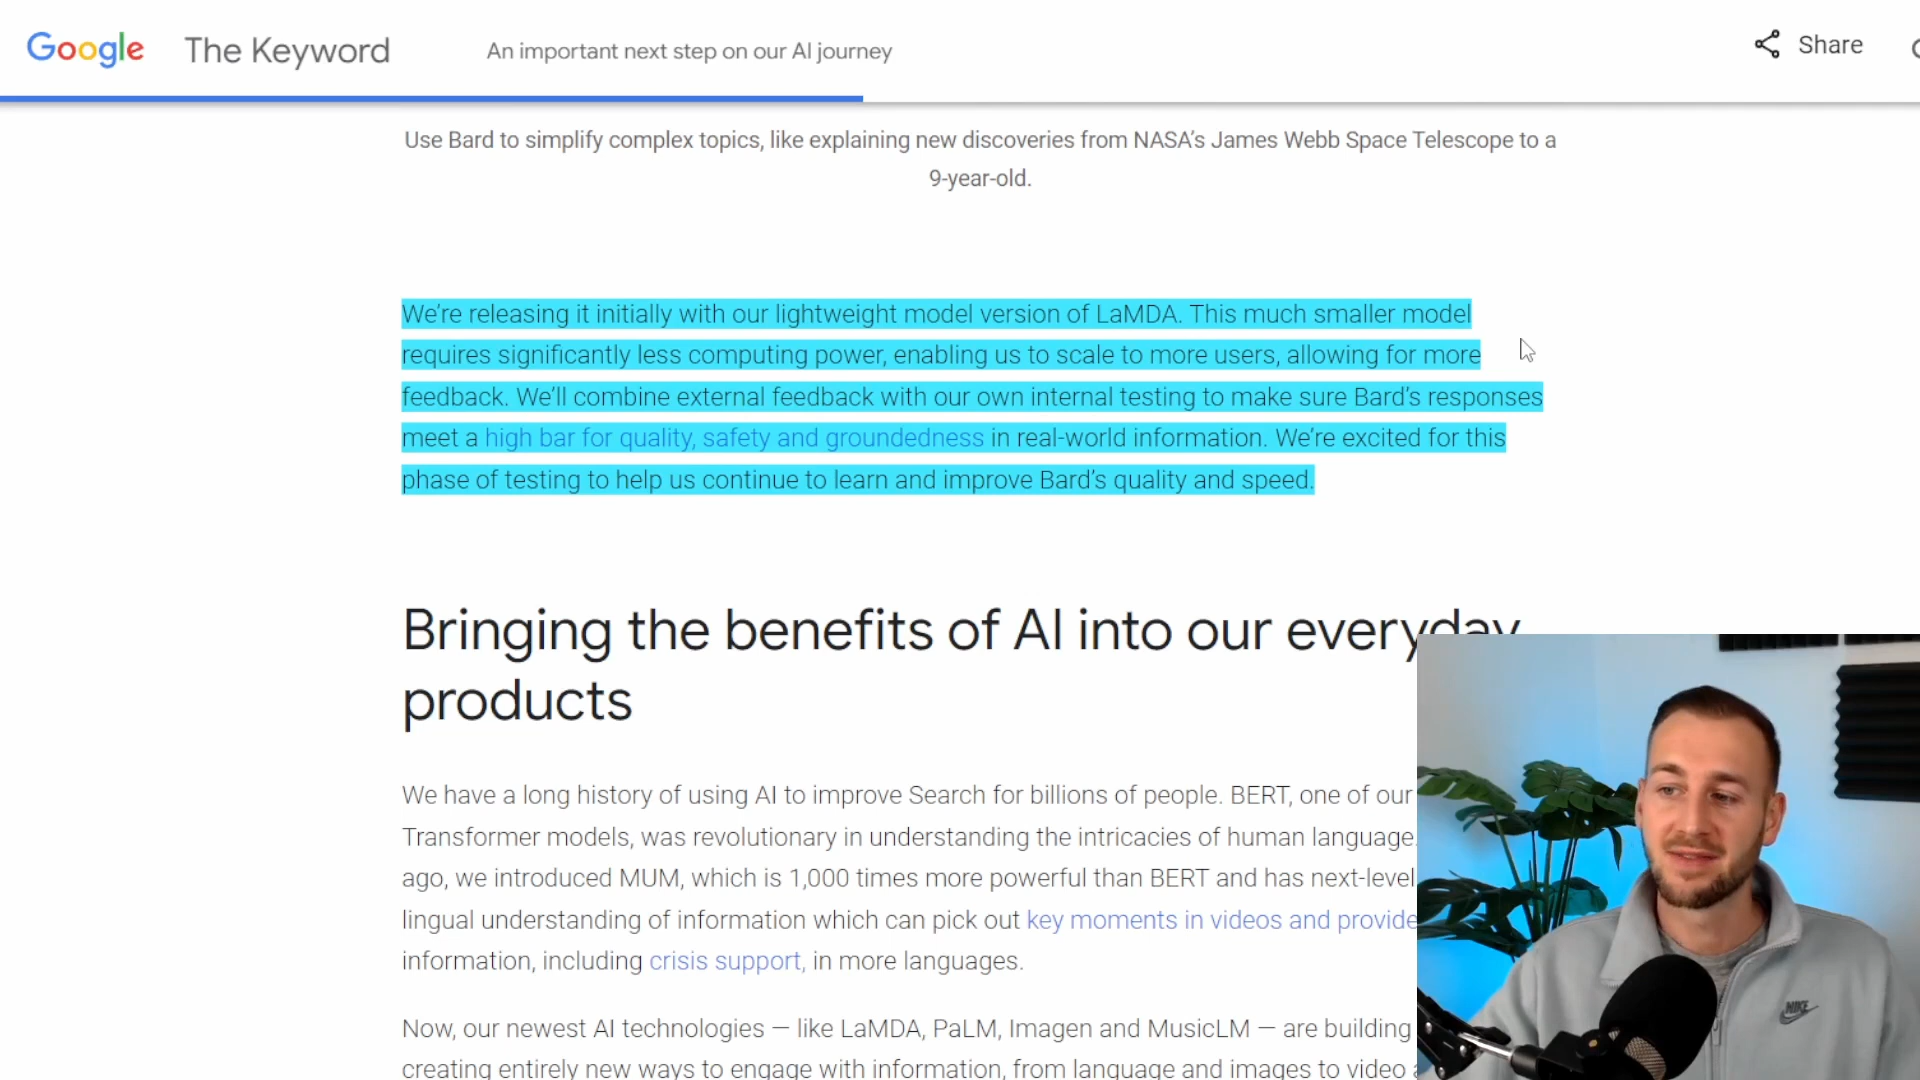 Google The Keyword An important next step on our AI journey Share
Use Bard to simplify complex topics, like explaining new discoveries from NASA's James Webb Space Telescope to a
9-year-old.
We're releasing it initially with our lightweight model version of LaMDA. This much smaller model
requires significantly less computing power, enabling us to scale to more users, allowing for more
feedback. We'll combine external feedback with our own internal testing to make sure Bard's responses
meet a high bar for quality, safety and groundedness in real-world information. We're excited for this
phase of testing to help us continue to learn and improve Bard's quality and speed.
Bringing the benefits of AI into our everyday
products
We have a long history of using AI to improve Search for billions of people. BERT, one of our
Transformer models, was revolutionary in understanding the intricacies of human language.
ago, we introduced MUM, which is 1,000 times more powerful than BERT and has next-level
lingual understanding of information which can pick out key moments in videos and provide
information, including crisis support, in more languages.
Now, our newest AI technologies — like LaMDA, PaLM, Imagen and MusicLM — are building
creating entirely new ways to engage with information, from language and images to video
NIKE